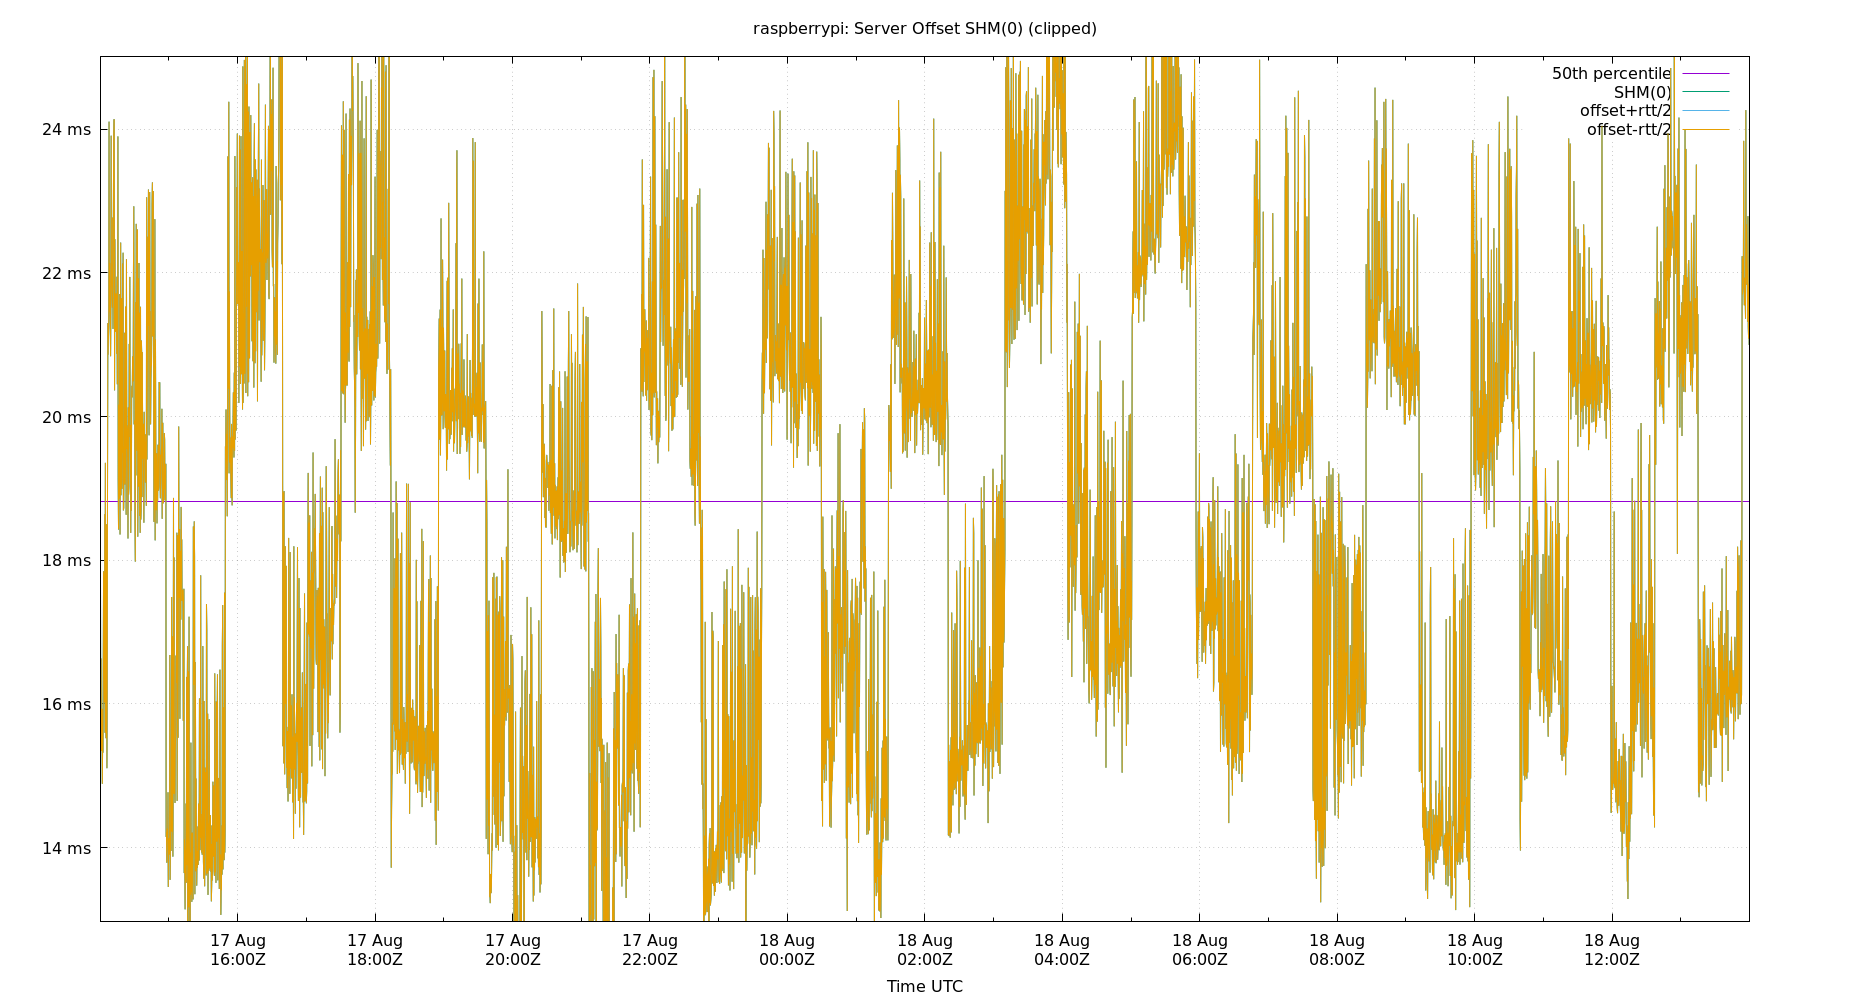 raspberrypi: Server Offset SHM(0) (clipped)
50th percentile
SHM(0)
offset+rtt/2
offset-rtt/2
24 ms
22 ms
20 ms
18 ms
16 ms
14 ms
17 Aug 17 Aug 17 Aug 17 Aug 18 Aug 18 Aug 18 Aug 18 Aug 18 Aug 18 Aug 18 Aug
16:00Z 18:00Z 20:00Z 22:00Z 00:00Z 02:00Z 04:00Z 06:00Z 08:00Z 10:00Z 12:00Z
Time UTC